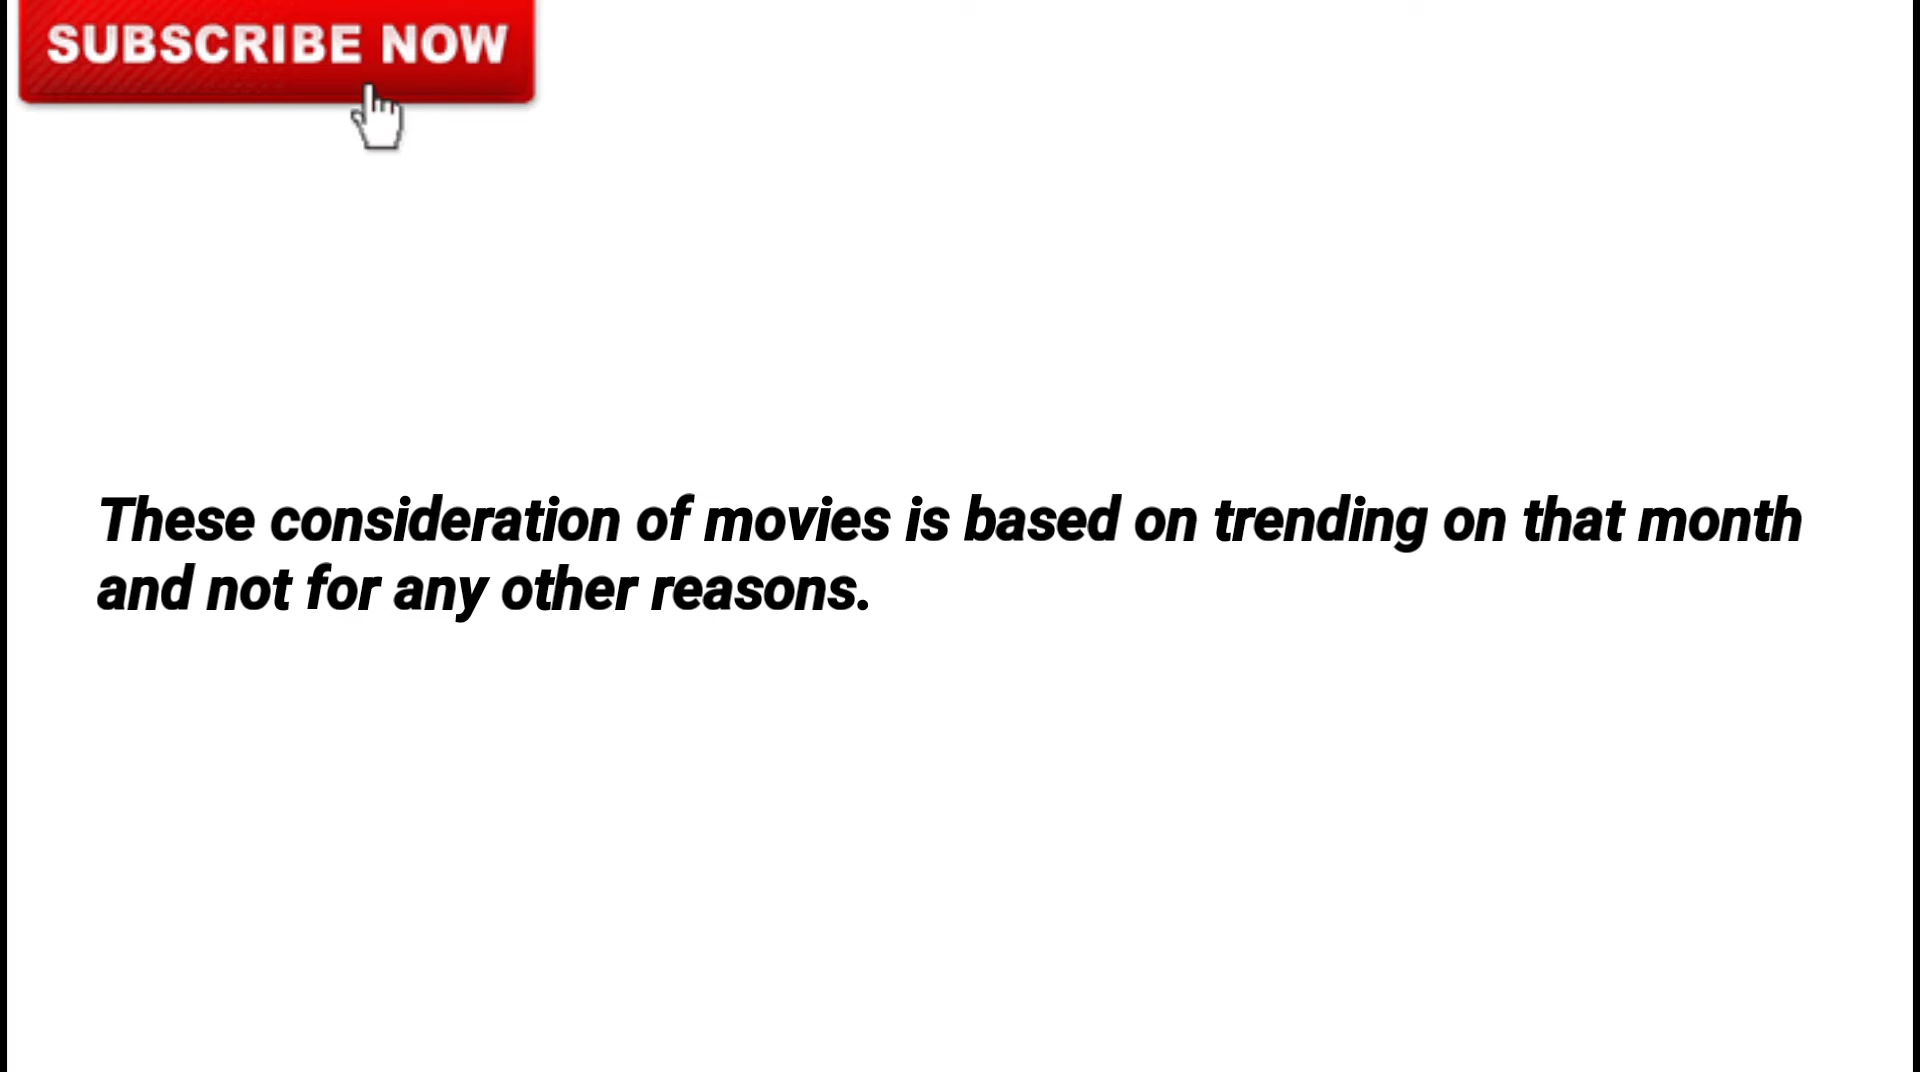 SUBSCRIBE NOW
These consideration of movies is based on trending on that month
and not for any other reasons.